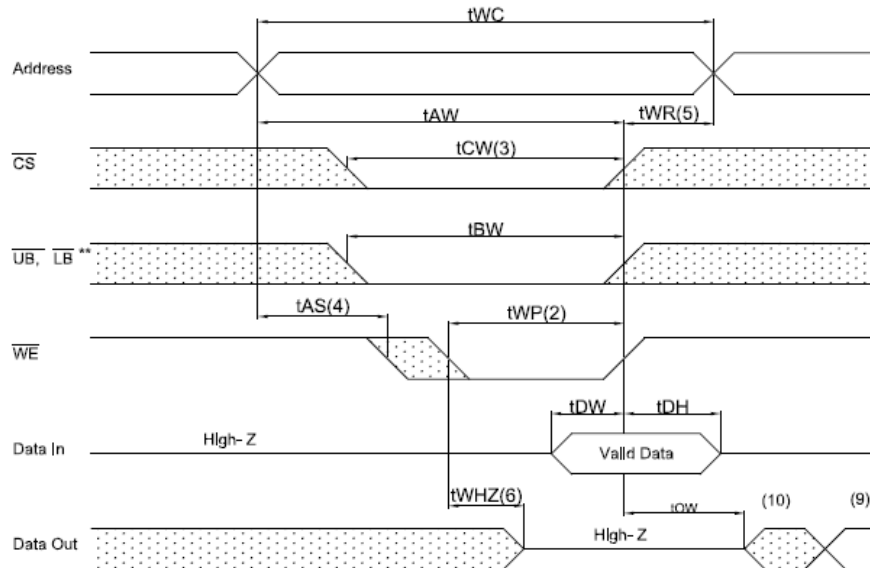 tWC
Address
tAW
tWR(5)
tCW(3)
CS
tBW
UB, LB **
tAS(4)
tWP(2)
WE
tDW
tDH
High-Z
Data In
Valid Data
tWHZ(6)
tOW
(10)
(9)
High-Z
Data Out